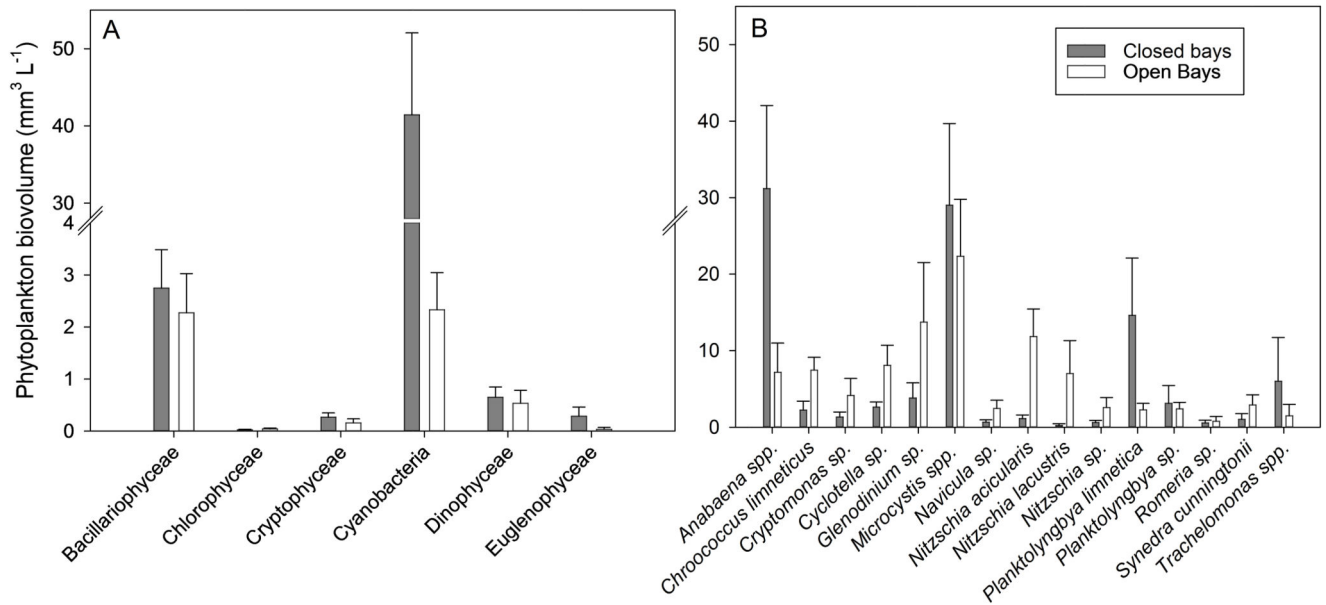 A
Phytoplankton biovolume (mm³ L⁻¹)
50
40
30
4
3
2
1
0
Bacillariophyceae
Chlorophyceae
Cryptophyceae
Cyanobacteria
Dinophyceae
Euglenophyceae
B
50
40
30
20
10
0
Closed bays
Open Bays
Anabaena spp.
Chroococcus limneticus
Cryptomonas sp.
Cyclotella sp.
Glenodinium sp.
Microcystis spp.
Navicula sp.
Nitzschia acicularis
Nitzschia lacustris
Nitzschia sp.
Planktolyngbya limnetica
Planktolyngbya sp.
Romeria sp.
Synedra cunningtonii
Trachelomonas spp.